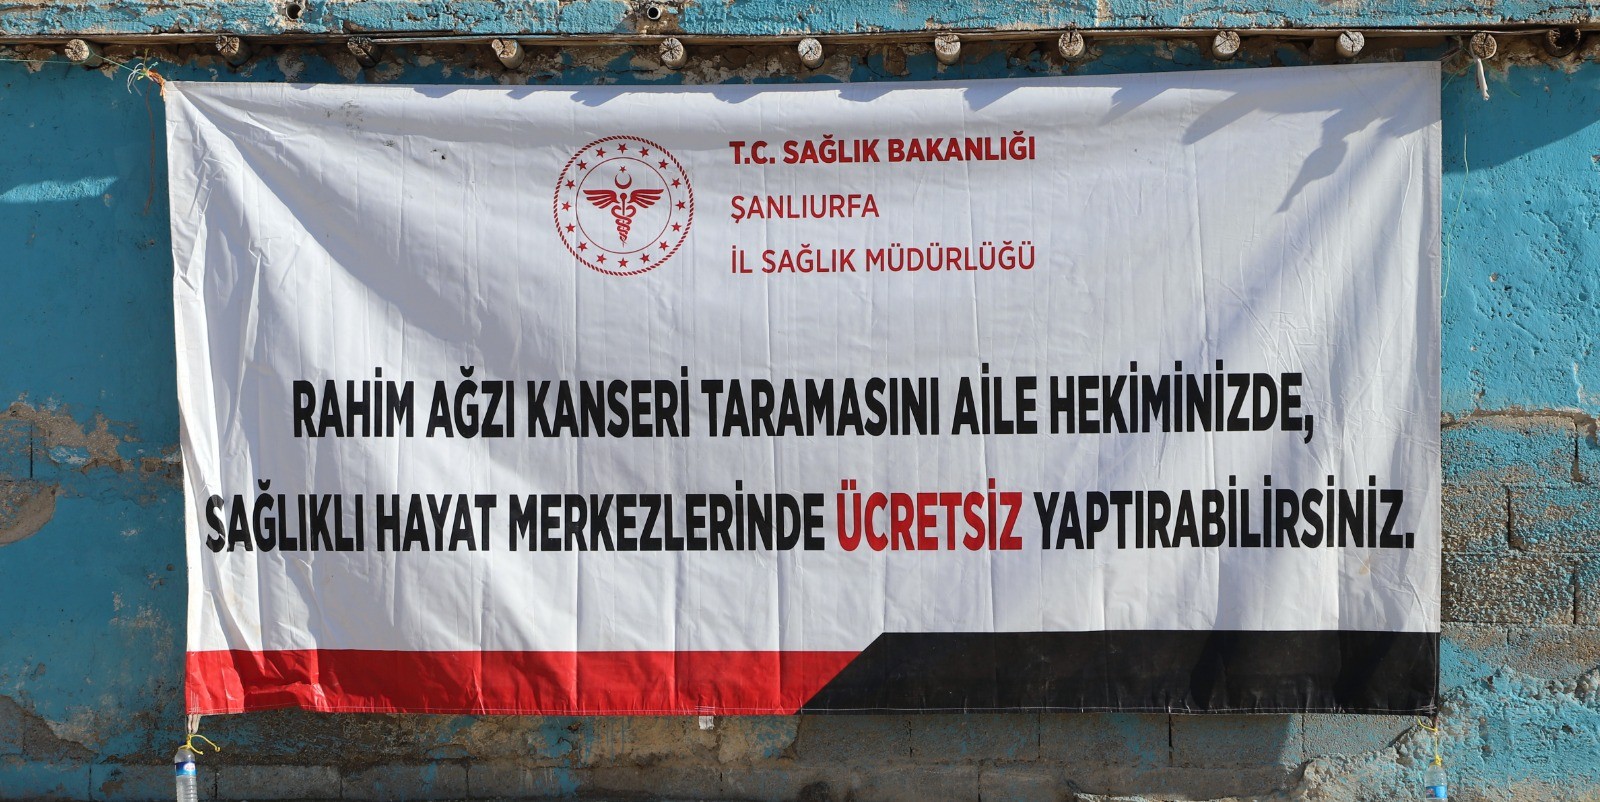 T.C. SAĞLIK BAKANLIĞI
ŞANLIURFA
İL SAĞLIK MÜDÜRLÜĞÜ
RAHİM AĞZI KANSERİ TARAMASINI AİLE HEKİMİNİZDE,
SAĞLIKLI HAYAT MERKEZLERİNDE ÜCRETSİZ YAPTIRABİLİRSİNİZ.